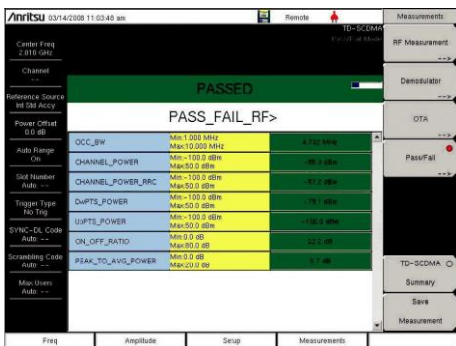 Anritsu 03/14/2008 11:03:48 am
Remote
Measurements
TD-SCDMA
Pass/Fail Mode
Center Freq
2.010 GHz
Channel
--
Reference Source
Int Std Accy
Power Offset
0.0 dB
Auto Range
On
Slot Number
Auto: --
Trigger Type
No Trig
SYNC-DL Code
Auto: --
Scrambling Code
Auto: --
Max Users
Auto: --
PASSED
PASS_FAIL_RF>
OCC_BW
Min:1.000 MHz
Max:10.000 MHz
CHANNEL_POWER
Min:-100.0 dBm
Max:50.0 dBm
CHANNEL_POWER_RRC
Min:-100.0 dBm
Max:50.0 dBm
DwPTS_POWER
Min:-100.0 dBm
Max:50.0 dBm
UpPTS_POWER
Min:-100.0 dBm
Max:50.0 dBm
ON_OFF_RATIO
Min:0.0 dB
Max:80.0 dB
PEAK_TO_AVG_POWER
Min:0.0 dB
Max:20.0 dB
RF Measurement
-->
Demodulator
-->
OTA
-->
Pass/Fail
-->
TD-SCDMA
Summary
Save
Measurement
Freq
Amplitude
Setup
Measurements